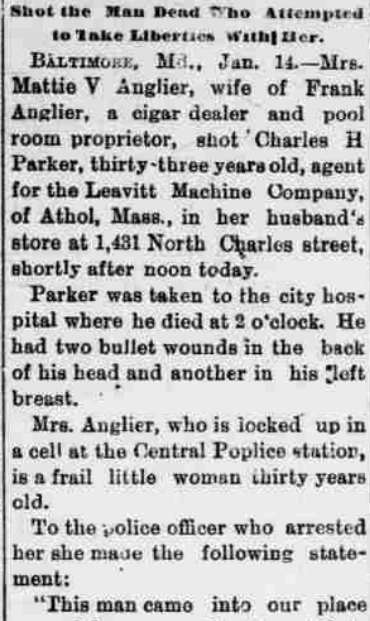 Shot the Man Dead Who Attempted
to Take Liberties With Her.
BALTIMORE, Md., Jan. 14.—Mrs.
Mattie V Anglier, wife of Frank
Anglier, a cigar dealer and pool
room proprietor, shot Charles H
Parker, thirty-three years old, agent
for the Leavitt Machine Company,
of Athol, Mass., in her husband's
store at 1,431 North Charles street,
shortly after noon today.
Parker was taken to the city hos-
pital where he died at 2 o'clock. He
had two bullet wounds in the back
of his head and another in his left
breast.
Mrs. Anglier, who is locked up in
a cell at the Central Poplice station,
is a frail little woman thirty years
old.
To the police officer who arrested
her she made the following state-
ment:
"This man came into our place